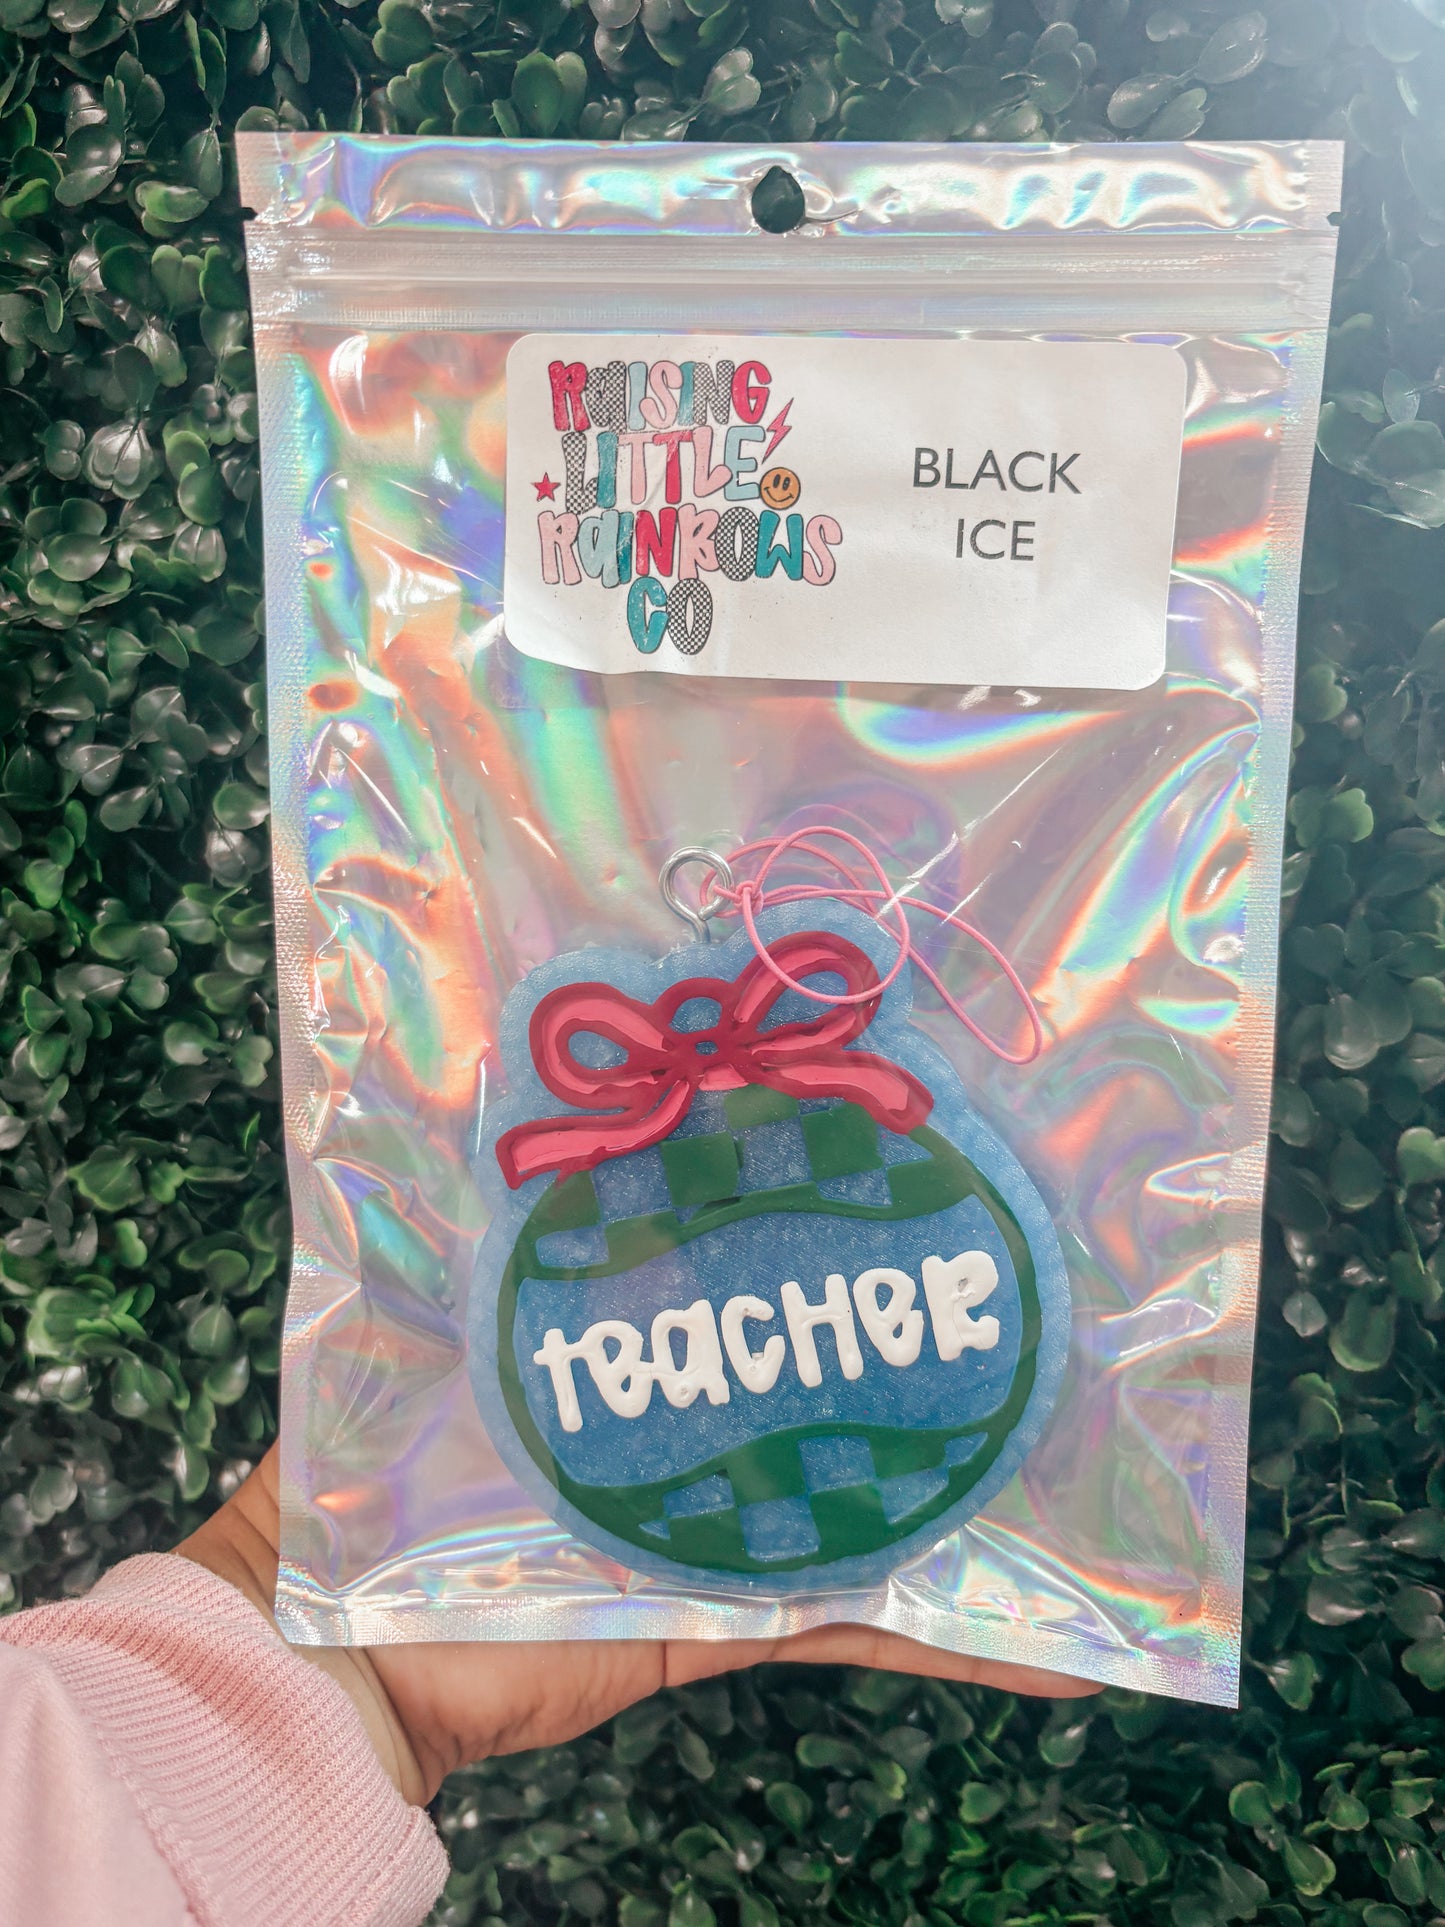 RAISING
LITTLE
RAINBOWS
CO
BLACK
ICE
teacHer